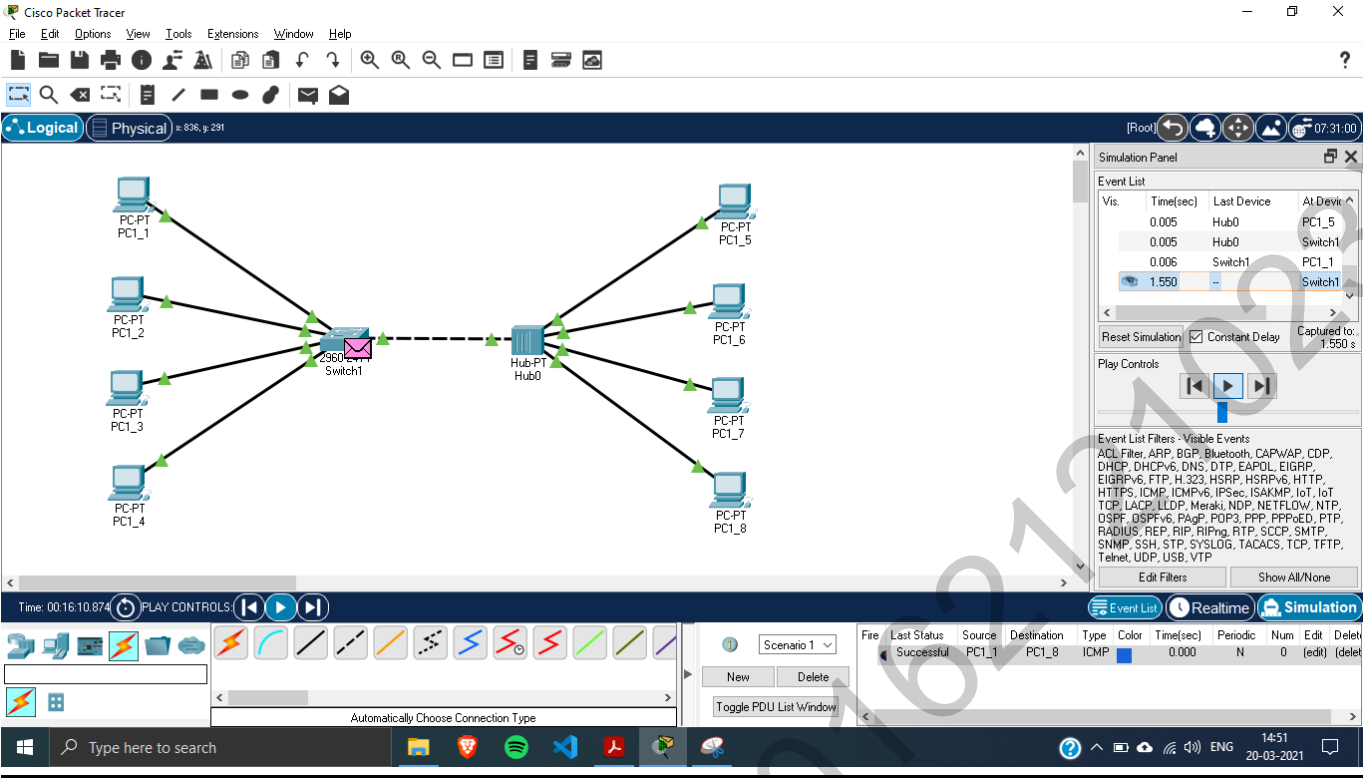 Cisco Packet Tracer
File Edit Options View Tools Extensions Window Help
?
Logical Physical x: 836, y: 291 [Root] 07:31:00
Simulation Panel
Event List
Vis. Time(sec) Last Device At Devic
0.005 Hub0 PC1_5
0.005 Hub0 Switch1
0.006 Switch1 PC1_1
1.550 -- Switch1
Reset Simulation Constant Delay Captured to:
1.550 s
Play Controls
Event List Filters - Visible Events
ACL Filter, ARP, BGP, Bluetooth, CAPWAP, CDP,
DHCP, DHCPv6, DNS, DTP, EAPOL, EIGRP,
EIGRPv6, FTP, H.323, HSRP, HSRPv6, HTTP,
HTTPS, ICMP, ICMPv6, IPSec, ISAKMP, IoT, IoT
TCP, LACP, LLDP, Meraki, NDP, NETFLOW, NTP,
OSPF, OSPFv6, PAgP, POP3, PPP, PPPoED, PTP,
RADIUS, REP, RIP, RIPng, RTP, SCCP, SMTP,
SNMP, SSH, STP, SYSLOG, TACACS, TCP, TFTP,
Telnet, UDP, USB, VTP
Edit Filters Show All/None
PC-PT
PC1_1
PC-PT
PC1_2
PC-PT
PC1_3
PC-PT
PC1_4
Switch1
Hub-PT
Hub0
PC-PT
PC1_5
PC-PT
PC1_6
PC-PT
PC1_7
PC-PT
PC1_8
Time: 00:16:10.874 PLAY CONTROLS: Event List Realtime Simulation
Automatically Choose Connection Type
Scenario 1
New Delete
Toggle PDU List Window
Fire Last Status Source Destination Type Color Time(sec) Periodic Num Edit Delete
Successful PC1_1 PC1_8 ICMP 0.000 N 0 (edit) (delet
Type here to search
ENG 14:51
20-03-2021